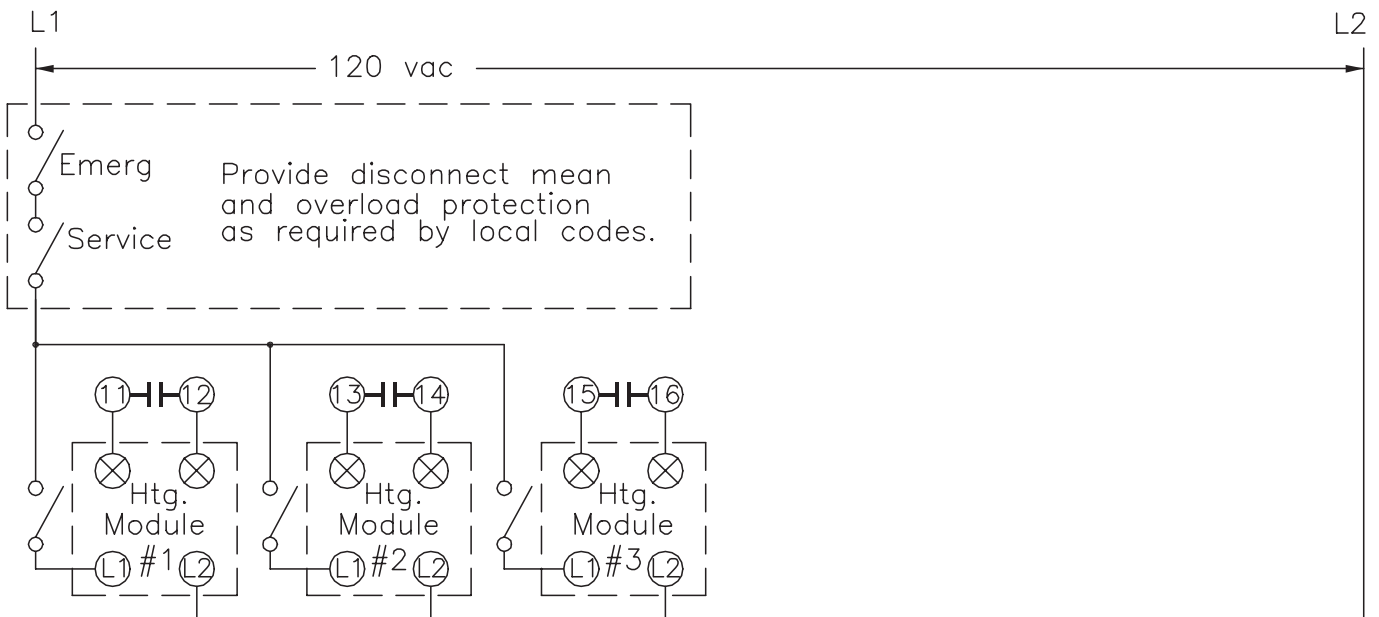 L1
L2
120 vac
Emerg
Provide disconnect mean
and overload protection
as required by local codes.
Service
11 12
13 14
15 16
Htg.
Module
#1
L1 L2
Htg.
Module
#2
L1 L2
Htg.
Module
#3
L1 L2